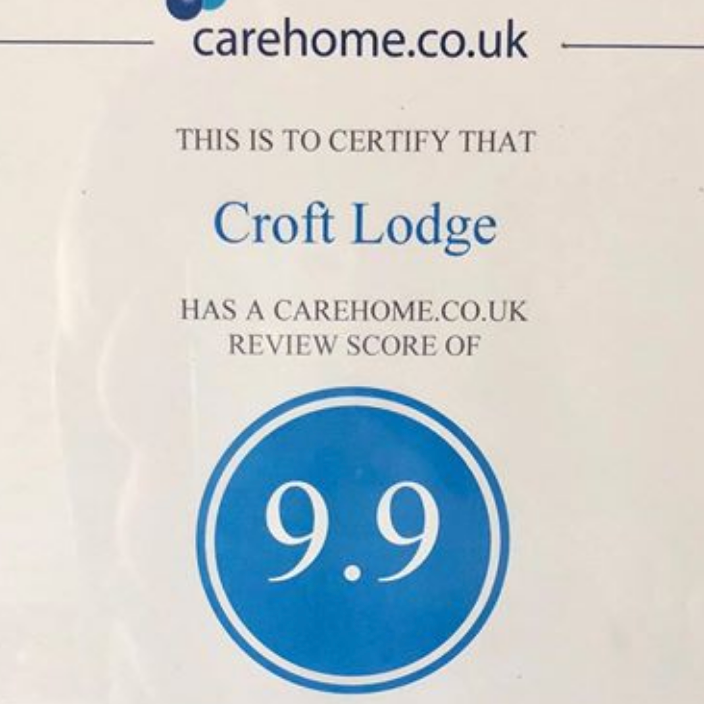 carehome.co.uk
THIS IS TO CERTIFY THAT
Croft Lodge
HAS A CAREHOME.CO.UK
REVIEW SCORE OF
9.9